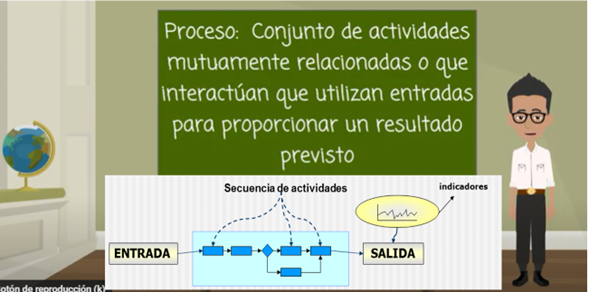 Proceso: Conjunto de actividades
mutuamente relacionadas o que
interactúan que utilizan entradas
para proporcionar un resultado
previsto
Secuencia de actividades
indicadores
ENTRADA
SALIDA
otón de reproducción (k)